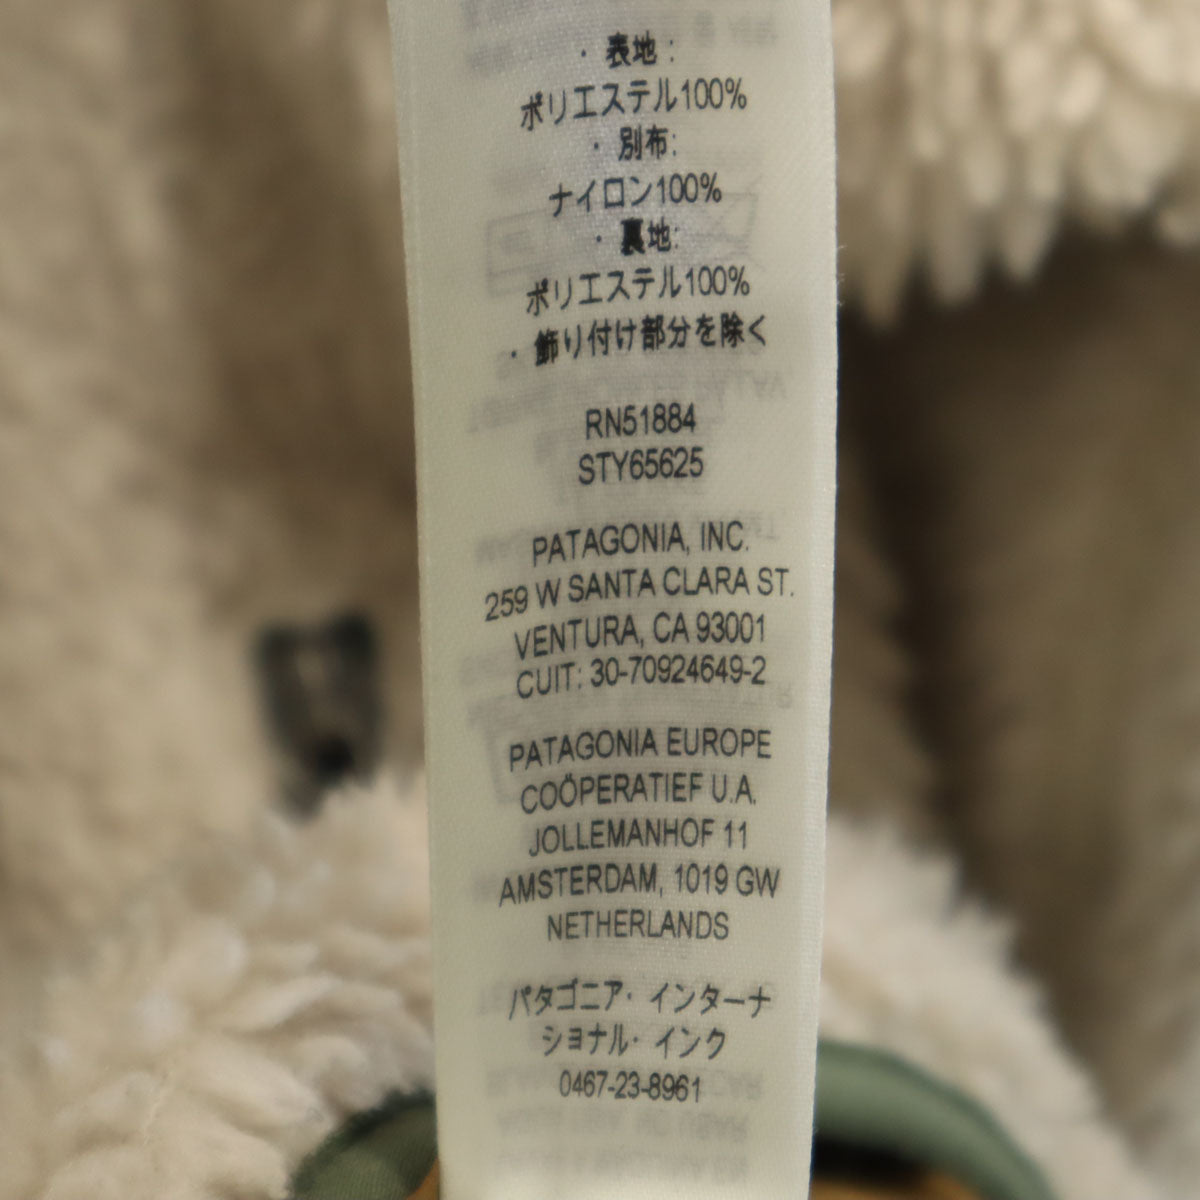 ・表地：
ポリエステル100%
・別布:
ナイロン100%
・裏地:
ポリエステル100%
・飾り付け部分を除く
RN51884
STY65625
PATAGONIA, INC.
259 W SANTA CLARA ST.
VENTURA, CA 93001
CUIT: 30-70924649-2
PATAGONIA EUROPE
COÖPERATIEF U.A.
JOLLEMANHOF 11
AMSTERDAM, 1019 GW
NETHERLANDS
パタゴニア・インターナ
ショナル・インク
0467-23-8961